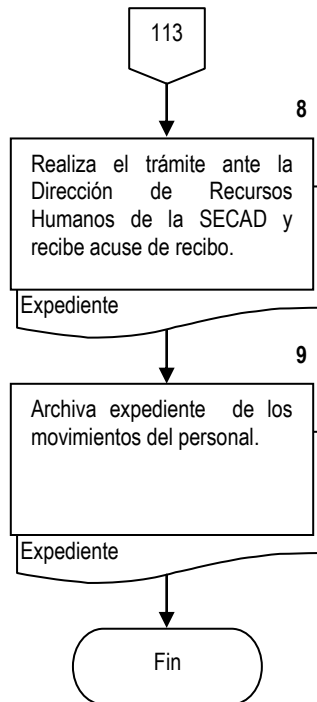 113
8
Realiza el trámite ante la
Dirección de Recursos
Humanos de la SECAD y
recibe acuse de recibo.
Expediente
9
Archiva expediente de los
movimientos del personal.
Expediente
Fin